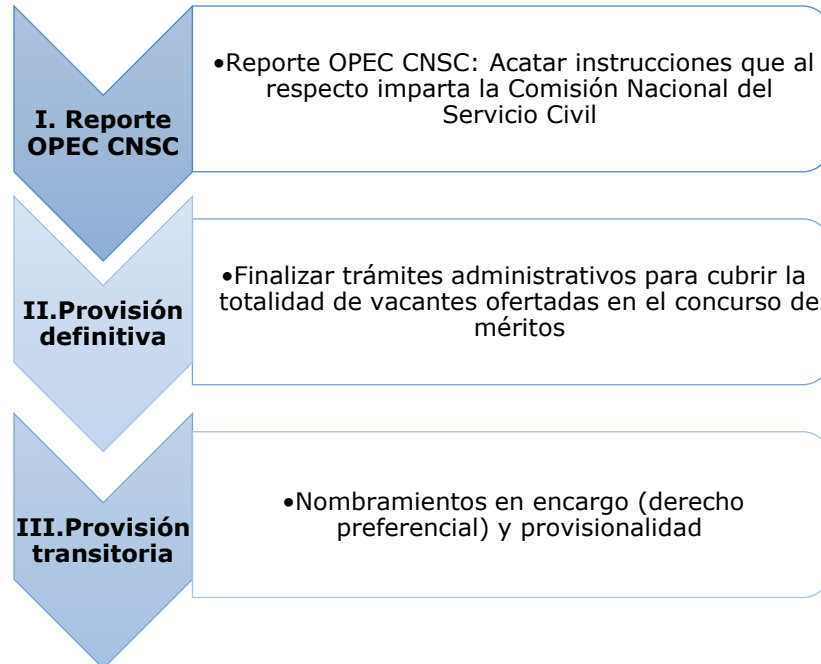 I. Reporte
OPEC CNSC
•Reporte OPEC CNSC: Acatar instrucciones que al
respecto imparta la Comisión Nacional del
Servicio Civil
II.Provisión
definitiva
•Finalizar trámites administrativos para cubrir la
totalidad de vacantes ofertadas en el concurso de
méritos
III.Provisión
transitoria
•Nombramientos en encargo (derecho
preferencial) y provisionalidad